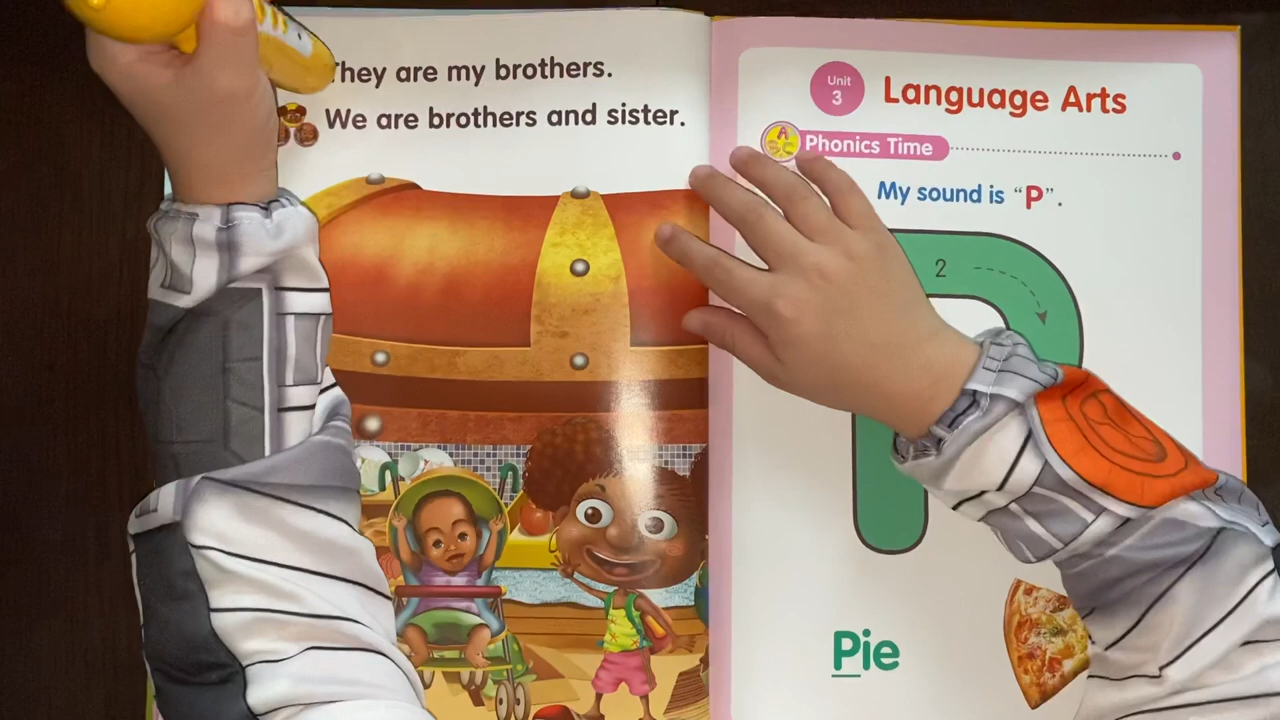 They are my brothers.
We are brothers and sister.
Unit
3
Language Arts
ABC
Phonics Time
My sound is “P”.
2
Pie